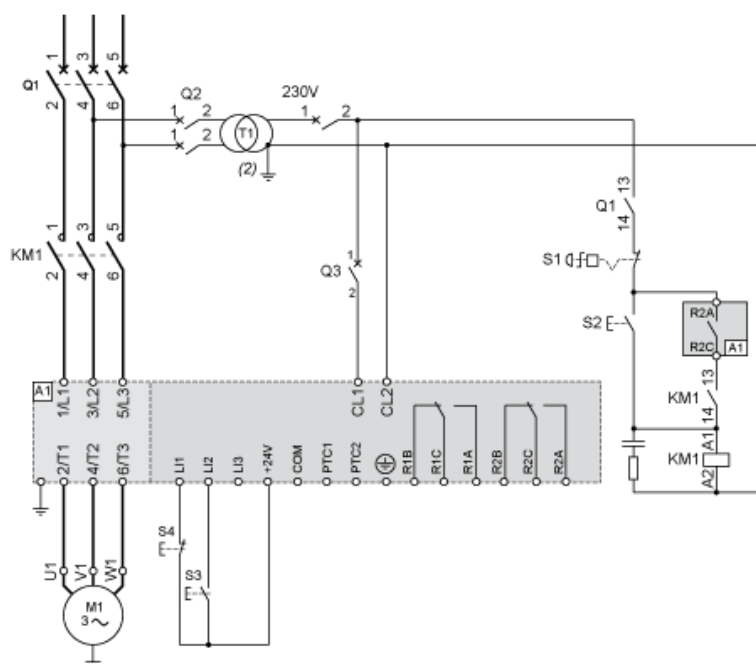 1 3 5
Q1
2 4 6
Q2
1 2
1 2
T1
(2)
230V
1 2
13
Q1
14
1 3 5
KM1
2 4 6
1
Q3
2
S1
S2
R2A
R2C
A1
13
KM1
14
A1
KM1
A2
A1
1/L1 3/L2 5/L3 CL1 CL2
2/T1 4/T2 6/T3 LI1 LI2 LI3 +24V COM PTC1 PTC2 R1B R1C R1A R2B R2C R2A
S4
S3
U1 V1 W1
M1
3